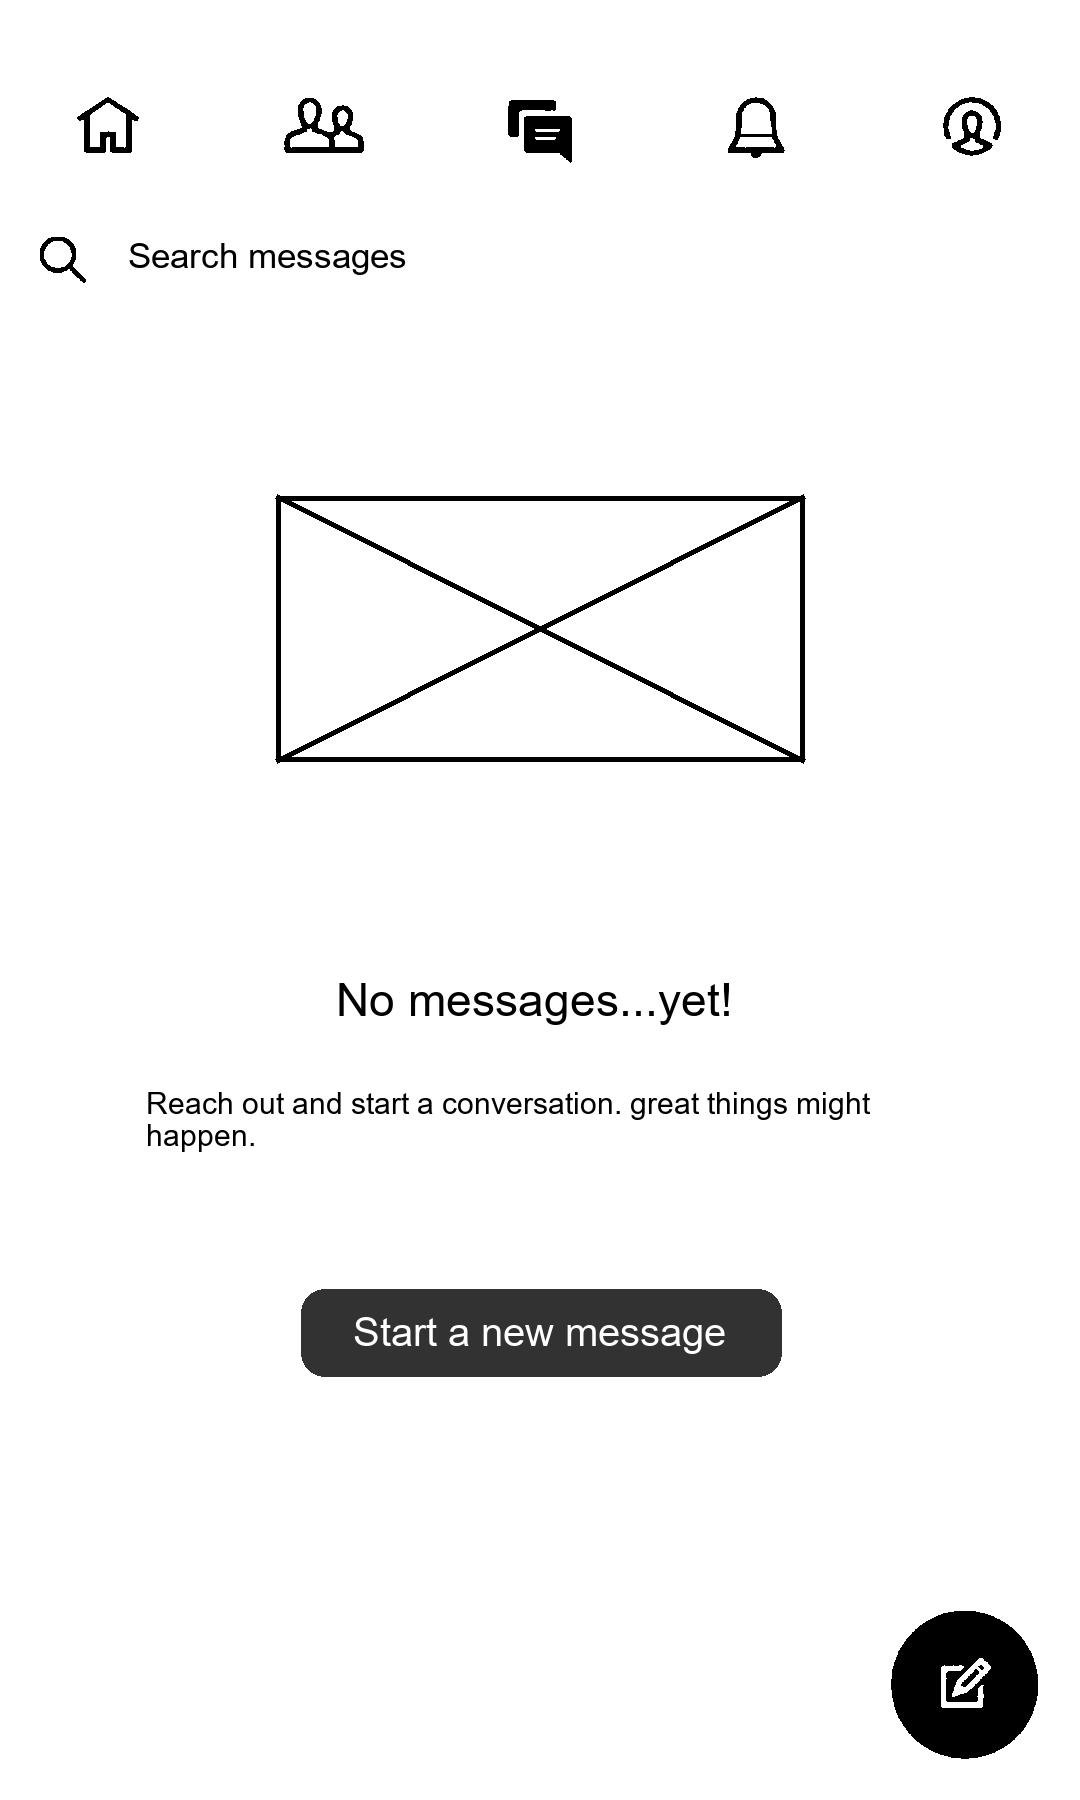 Search messages
No messages...yet!
Reach out and start a conversation. great things might
happen.
Start a new message